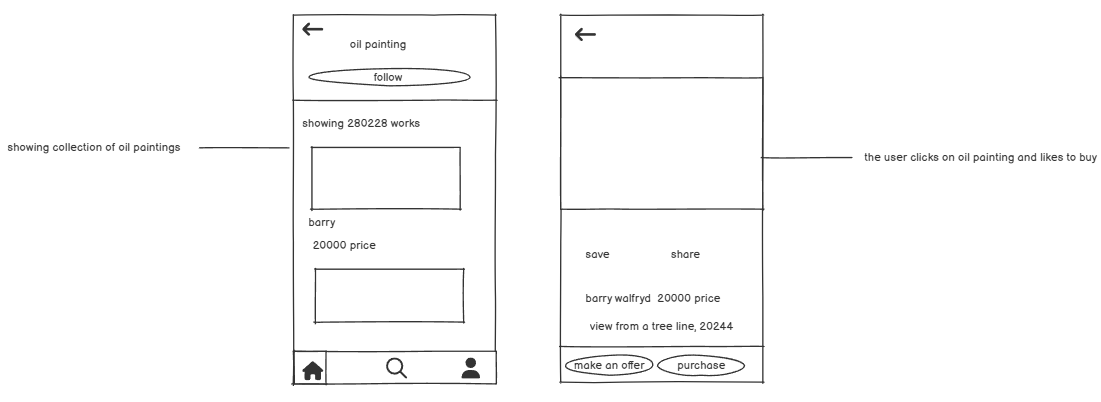 oil painting
follow
showing 280228 works
showing collection of oil paintings
barry
20000 price
the user clicks on oil painting and likes to buy
save share
barry walfryd 20000 price
view from a tree line, 20244
make an offer purchase